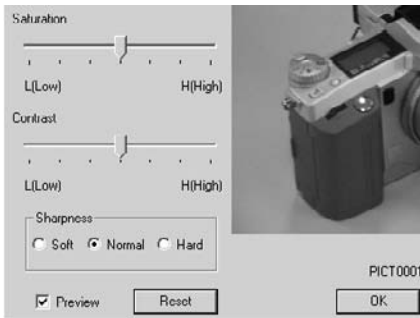 Saturation
L(Low) H(High)
Contrast
L(Low) H(High)
Sharpness
Soft Normal Hard
PICT0001
Preview Reset OK